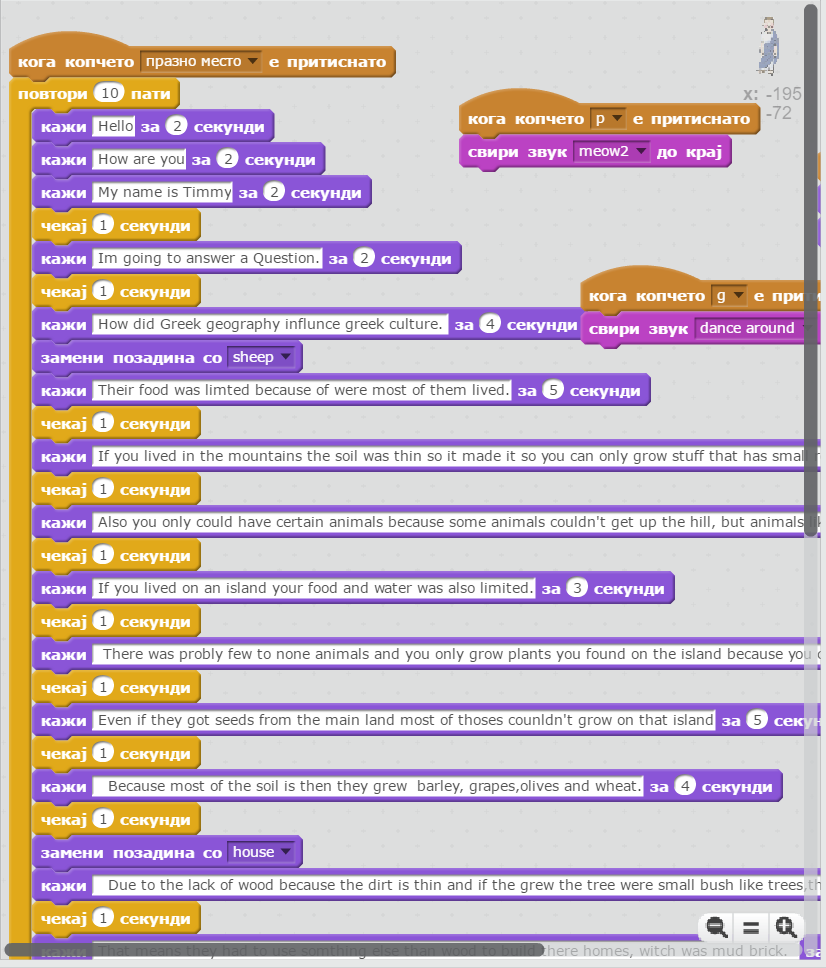 кога копчето празно место е притиснато
повтори 10 пати
кажи Hello за 2 секунди
кажи How are you за 2 секунди
кажи My name is Timmy за 2 секунди
чекај 1 секунди
кажи Im going to answer a Question. за 2 секунди
чекај 1 секунди
кажи How did Greek geography influnce greek culture. за 4 секунди
замени позадина со sheep
кажи Their food was limted because of were most of them lived. за 5 секунди
чекај 1 секунди
кажи If you lived in the mountains the soil was thin so it made it so you can only grow stuff that has small
чекај 1 секунди
кажи Also you only could have certain animals because some animals couldn't get up the hill, but animals
чекај 1 секунди
кажи If you lived on an island your food and water was also limited. за 3 секунди
чекај 1 секунди
кажи There was probly few to none animals and you only grow plants you found on the island because you
чекај 1 секунди
кажи Even if they got seeds from the main land most of thoses counldn't grow on that island за 5
чекај 1 секунди
кажи Because most of the soil is then they grew barley, grapes,olives and wheat. за 4 секунди
чекај 1 секунди
замени позадина со house
кажи Due to the lack of wood because the dirt is thin and if the grew the tree were small bush like trees,
чекај 1 секунди
кажи That means they had to use somthing else than wood to build there homes, witch was mud brick. за
кога копчето p е притиснато
свири звук meow2 до крај
x: -195
-72
кога копчето g е
свири звук dance around